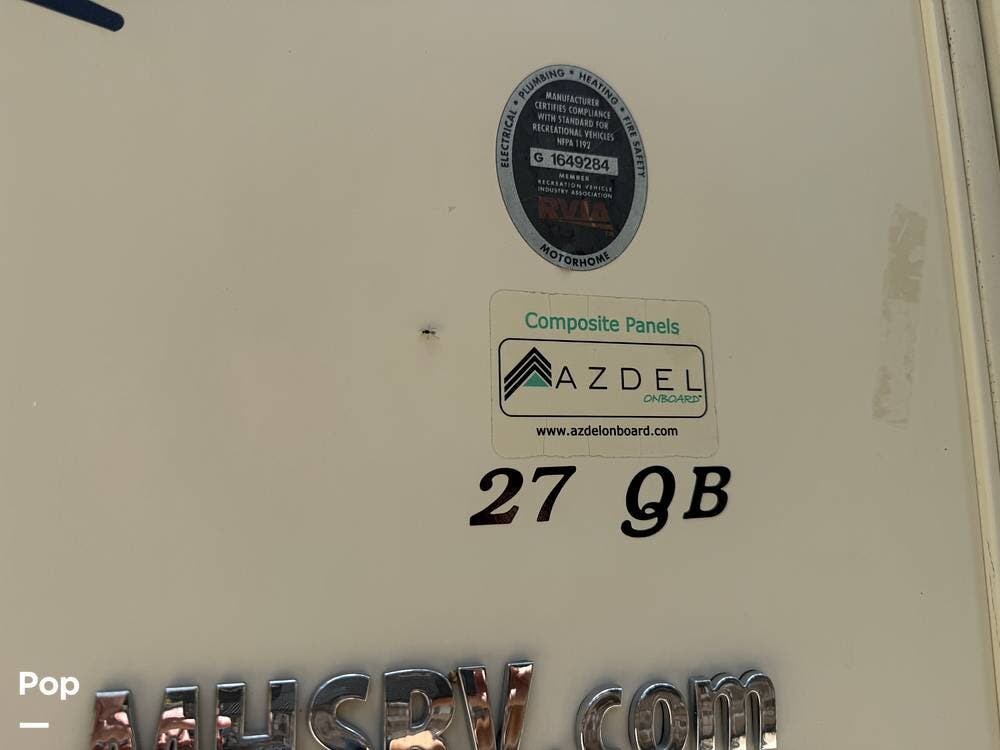 ELECTRICAL * PLUMBING * HEATING * FIRE SAFETY
MANUFACTURER
CERTIFIES COMPLIANCE
WITH STANDARD FOR
RECREATIONAL VEHICLES
NFPA 1192
G 1649284
MEMBER
RECREATION VEHICLE
INDUSTRY ASSOCIATION
RVIA
MOTORHOME
Composite Panels
AZDEL
ONBOARD
www.azdelonboard.com
27 QB
MHSRV.com
Pop